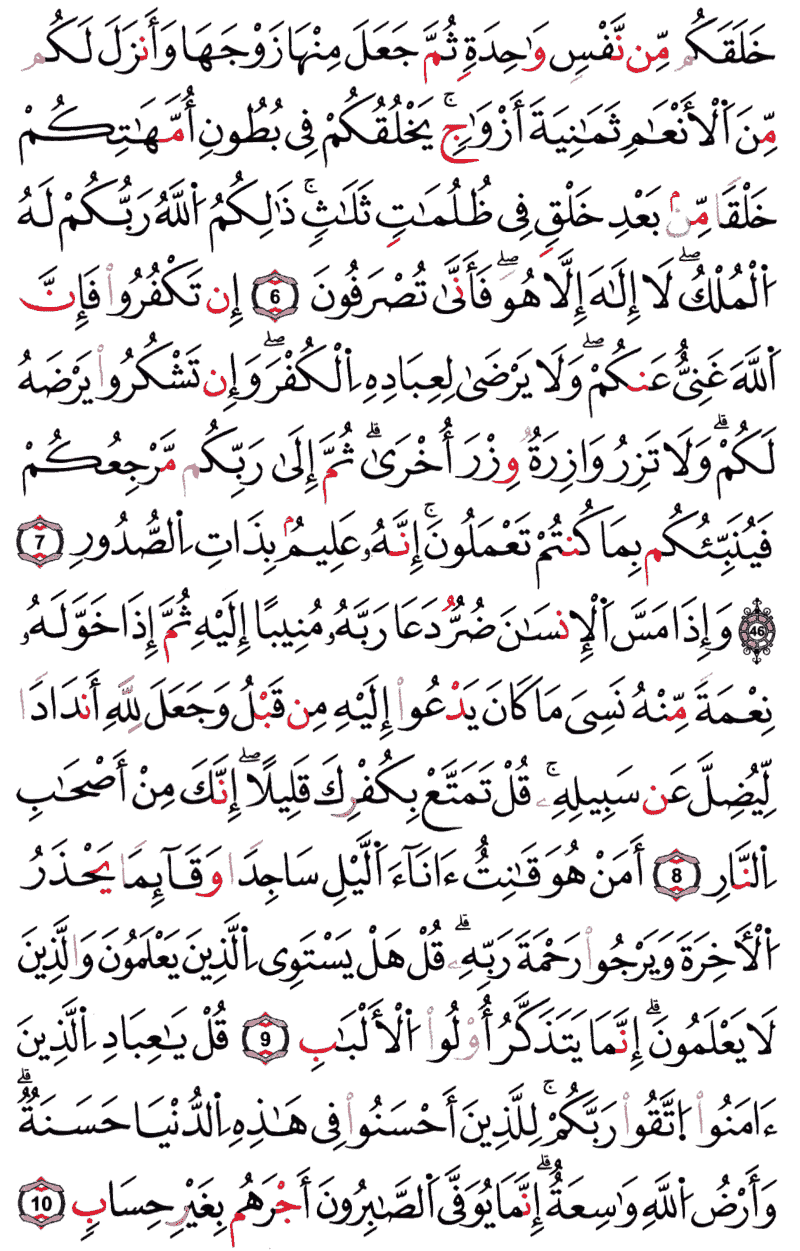 خَلَقَكُم مِّن نَّفْسٍ وَٰحِدَةٍ ثُمَّ جَعَلَ مِنْهَا زَوْجَهَا وَأَنزَلَ لَكُم
مِّنَ ٱلْأَنْعَٰمِ ثَمَٰنِيَةَ أَزْوَٰجٍ ۚ يَخْلُقُكُمْ فِى بُطُونِ أُمَّهَٰتِكُمْ
خَلْقًا مِّنۢ بَعْدِ خَلْقٍ فِى ظُلُمَٰتٍ ثَلَٰثٍ ۚ ذَٰلِكُمُ ٱللَّهُ رَبُّكُمْ لَهُ
ٱلْمُلْكُ ۖ لَآ إِلَٰهَ إِلَّا هُوَ ۖ فَأَنَّىٰ تُصْرَفُونَ 6 إِن تَكْفُرُوا۟ فَإِنَّ
ٱللَّهَ غَنِىٌّ عَنكُمْ ۖ وَلَا يَرْضَىٰ لِعِبَادِهِ ٱلْكُفْرَ ۖ وَإِن تَشْكُرُوا۟ يَرْضَهُ
لَكُمْ ۗ وَلَا تَزِرُ وَازِرَةٌ وِزْرَ أُخْرَىٰ ۗ ثُمَّ إِلَىٰ رَبِّكُم مَّرْجِعُكُمْ
فَيُنَبِّئُكُم بِمَا كُنتُمْ تَعْمَلُونَ ۚ إِنَّهُۥ عَلِيمٌۢ بِذَاتِ ٱلصُّدُورِ 7
46 وَإِذَا مَسَّ ٱلْإِنسَٰنَ ضُرٌّ دَعَا رَبَّهُۥ مُنِيبًا إِلَيْهِ ثُمَّ إِذَا خَوَّلَهُۥ
نِعْمَةً مِّنْهُ نَسِىَ مَا كَانَ يَدْعُوا۟ إِلَيْهِ مِن قَبْلُ وَجَعَلَ لِلَّهِ أَندَادًا
لِّيُضِلَّ عَن سَبِيلِهِۦ ۚ قُلْ تَمَتَّعْ بِكُفْرِكَ قَلِيلًا ۖ إِنَّكَ مِنْ أَصْحَٰبِ
ٱلنَّارِ 8 أَمَنْ هُوَ قَٰنِتٌ ءَانَآءَ ٱلَّيْلِ سَاجِدًا وَقَآئِمًا يَحْذَرُ
ٱلْأَخِرَةَ وَيَرْجُوا۟ رَحْمَةَ رَبِّهِۦ ۗ قُلْ هَلْ يَسْتَوِى ٱلَّذِينَ يَعْلَمُونَ وَٱلَّذِينَ
لَا يَعْلَمُونَ ۗ إِنَّمَا يَتَذَكَّرُ أُو۟لُوا۟ ٱلْأَلْبَٰبِ 9 قُلْ يَٰعِبَادِ ٱلَّذِينَ
ءَامَنُوا۟ ٱتَّقُوا۟ رَبَّكُمْ ۚ لِلَّذِينَ أَحْسَنُوا۟ فِى هَٰذِهِ ٱلدُّنْيَا حَسَنَةٌ ۗ
وَأَرْضُ ٱللَّهِ وَٰسِعَةٌ ۗ إِنَّمَا يُوَفَّى ٱلصَّٰبِرُونَ أَجْرَهُم بِغَيْرِ حِسَابٍ 10